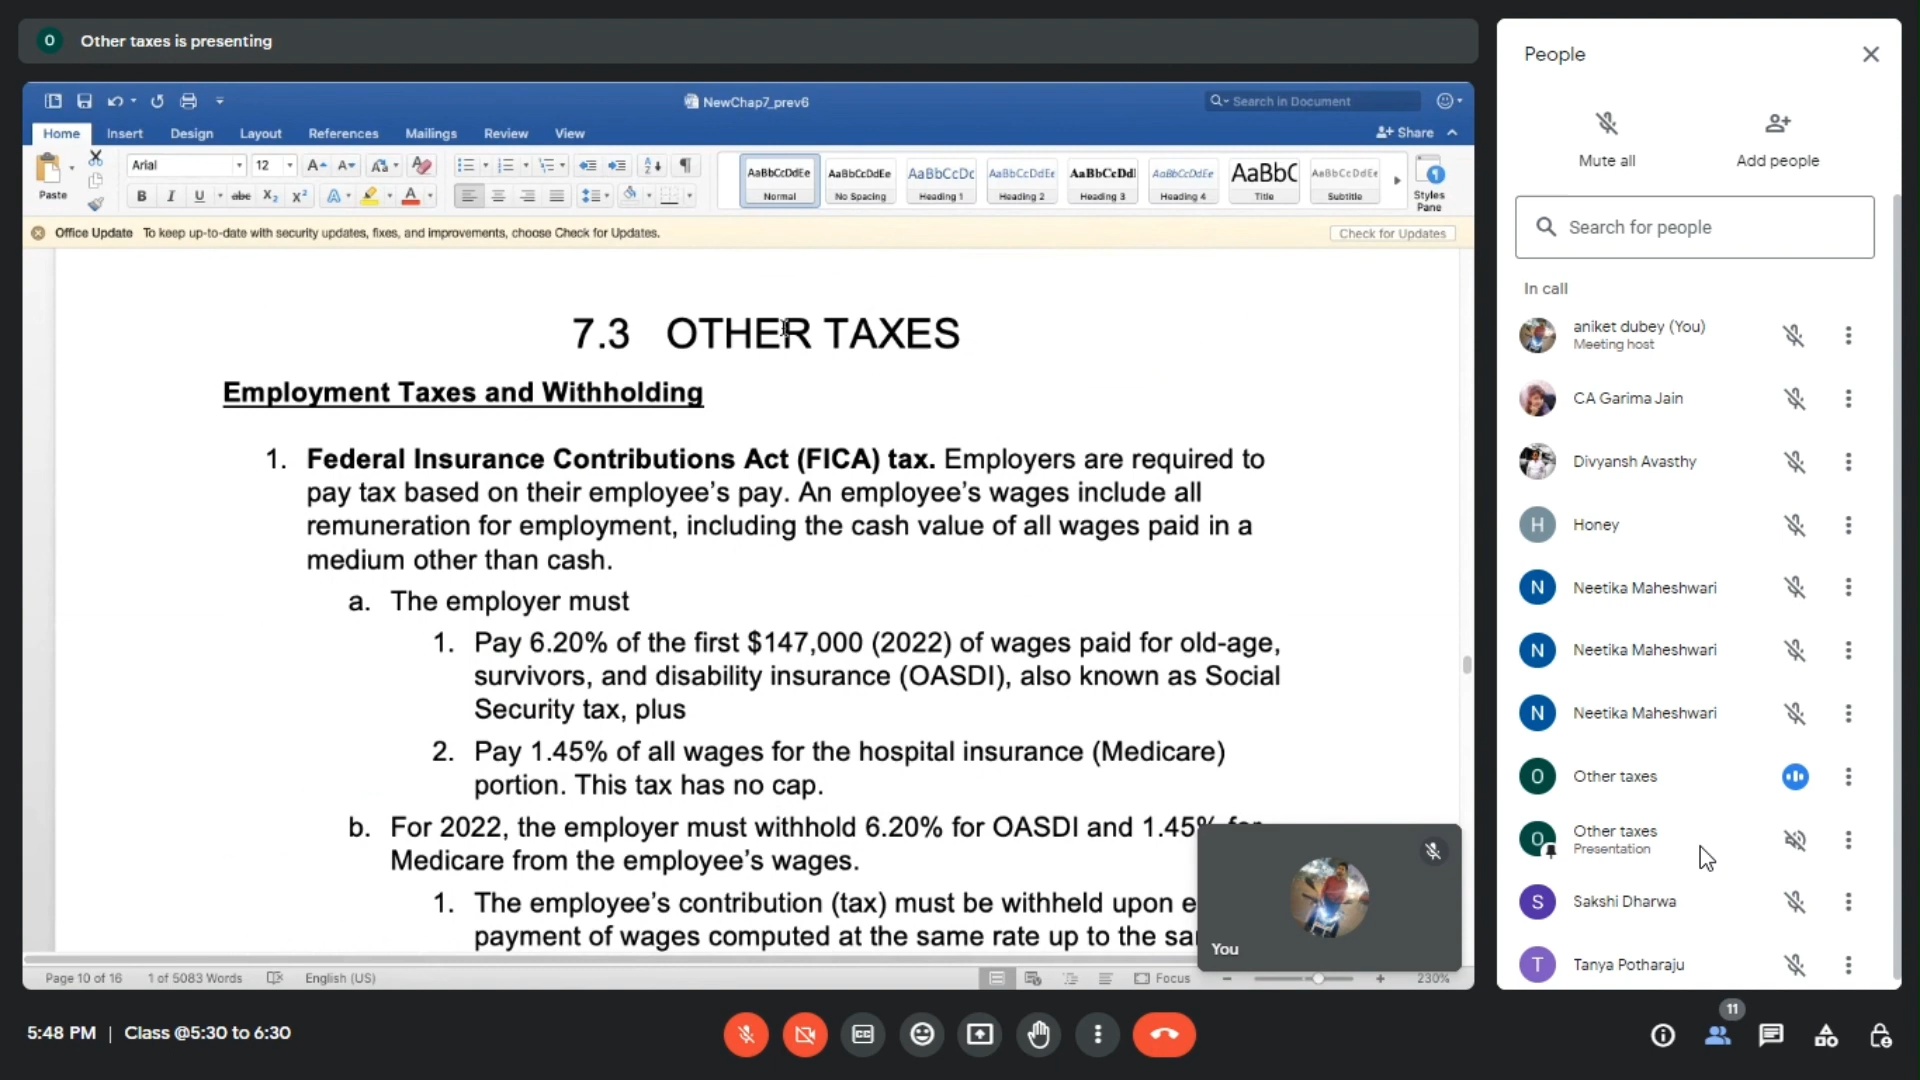 O Other taxes is presenting
NewChap7_prev6
Search in Document
Home Insert Design Layout References Mailings Review View
Share
Paste
Arial 12
B I U abc X2 X2
AaBbCcDdEe AaBbCcDdEe AaBbCcDc AaBbCcDdEe AaBbCcDdI AaBbCcDdEe AaBbC AaBbCcDdEe
Normal No Spacing Heading 1 Heading 2 Heading 3 Heading 4 Title Subtitle
Styles
Pane
Office Update To keep up-to-date with security updates, fixes, and improvements, choose Check for Updates.
Check for Updates
7.3 OTHER TAXES
Employment Taxes and Withholding
1. Federal Insurance Contributions Act (FICA) tax. Employers are required to
pay tax based on their employee’s pay. An employee’s wages include all
remuneration for employment, including the cash value of all wages paid in a
medium other than cash.
a. The employer must
1. Pay 6.20% of the first $147,000 (2022) of wages paid for old-age,
survivors, and disability insurance (OASDI), also known as Social
Security tax, plus
2. Pay 1.45% of all wages for the hospital insurance (Medicare)
portion. This tax has no cap.
b. For 2022, the employer must withhold 6.20% for OASDI and 1.45%
Medicare from the employee’s wages.
1. The employee’s contribution (tax) must be withheld upon
payment of wages computed at the same rate up to the
You
Page 10 of 16 1 of 5083 Words English (US)
Focus
230%
People
Mute all
Add people
Search for people
In call
aniket dubey (You)
Meeting host
CA Garima Jain
Divyansh Avasthy
H Honey
N Neetika Maheshwari
N Neetika Maheshwari
N Neetika Maheshwari
O Other taxes
O Other taxes
Presentation
S Sakshi Dharwa
T Tanya Potharaju
5:48 PM | Class @5:30 to 6:30
CC
11